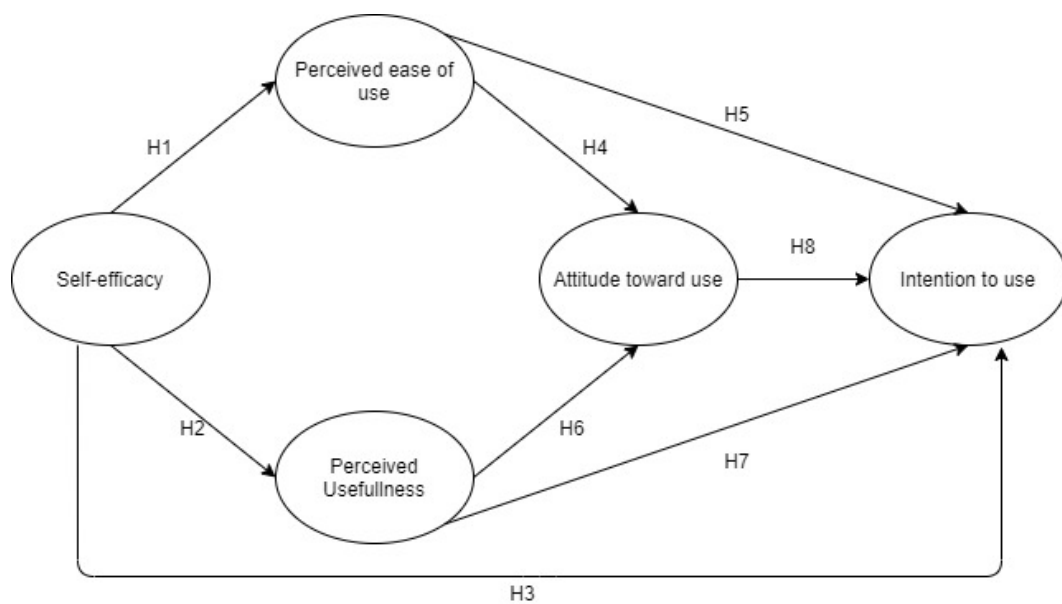 Perceived ease of
use
H5
H1
H4
H8
Self-efficacy
Attitude toward use
Intention to use
H2
H6
H7
Perceived
Usefullness
H3